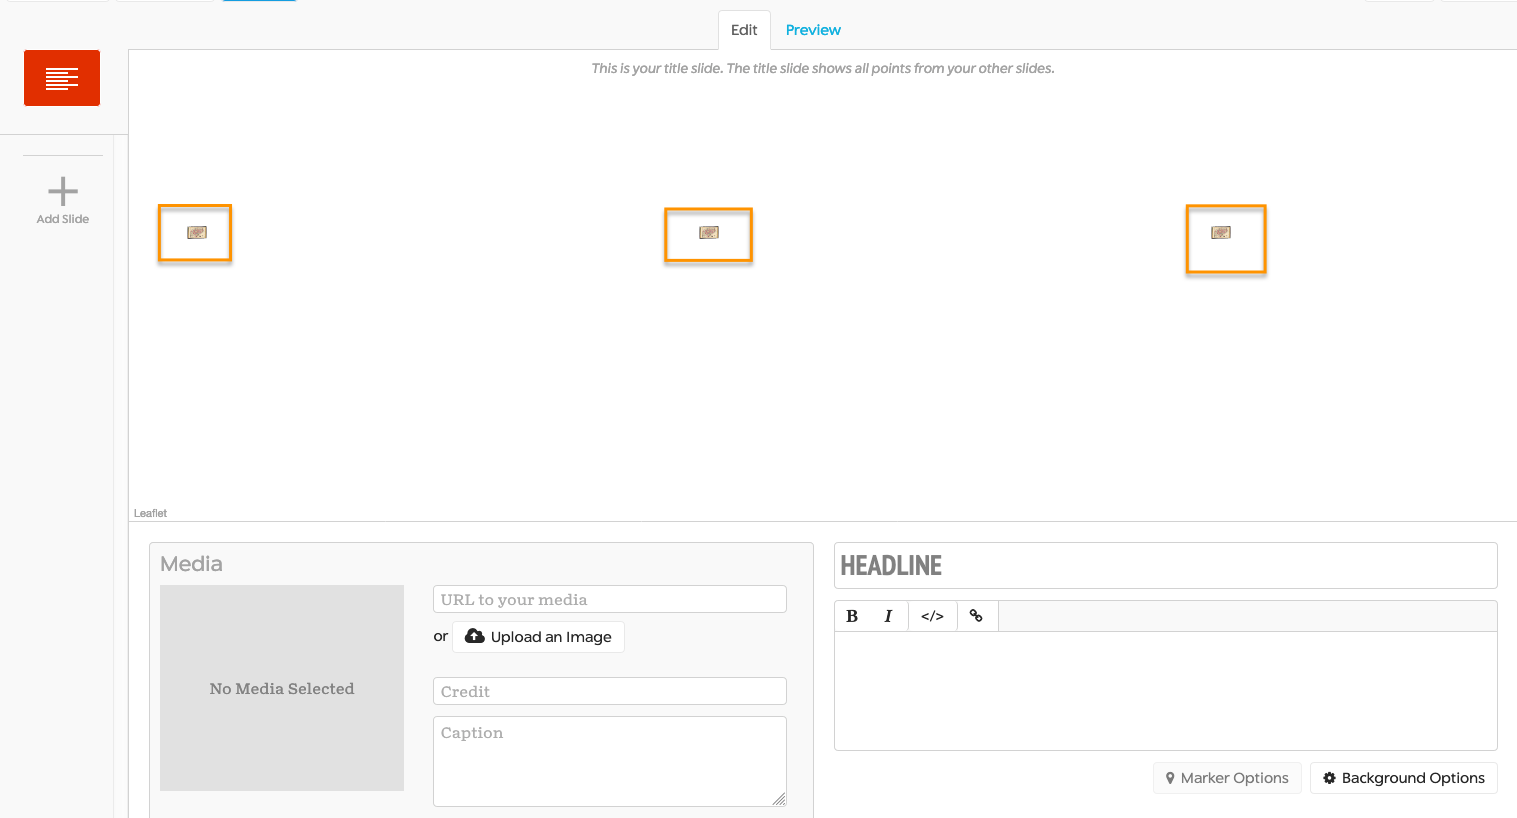 Edit Preview
This is your title slide. The title slide shows all points from your other slides.
Add Slide
Leaflet
Media
No Media Selected
URL to your media
or Upload an Image
Credit
Caption
HEADLINE
B I </>
Marker Options Background Options